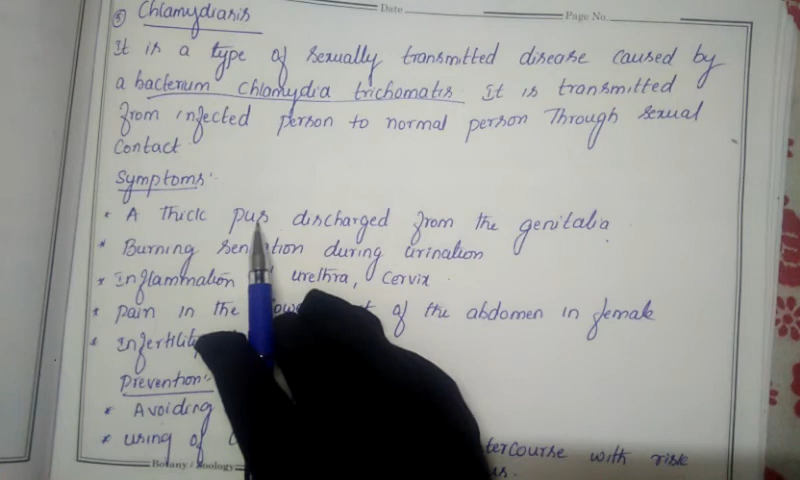 Date
Page No.
⑤ Chlamydiasis
It is a type of sexually transmitted disease caused by
a bacterium chlamydia trichomatis It is transmitted
from infected person to normal person Through sexual
Contact
Symptoms:-
* A thick pus discharged from the genitalia
* Burning during urination
* Inflammation urethra, Cervix
* Pain in the of the abdomen in female
* Infertility
Prevention:-
* Avoiding
* using of with risk
Botany / Zoology